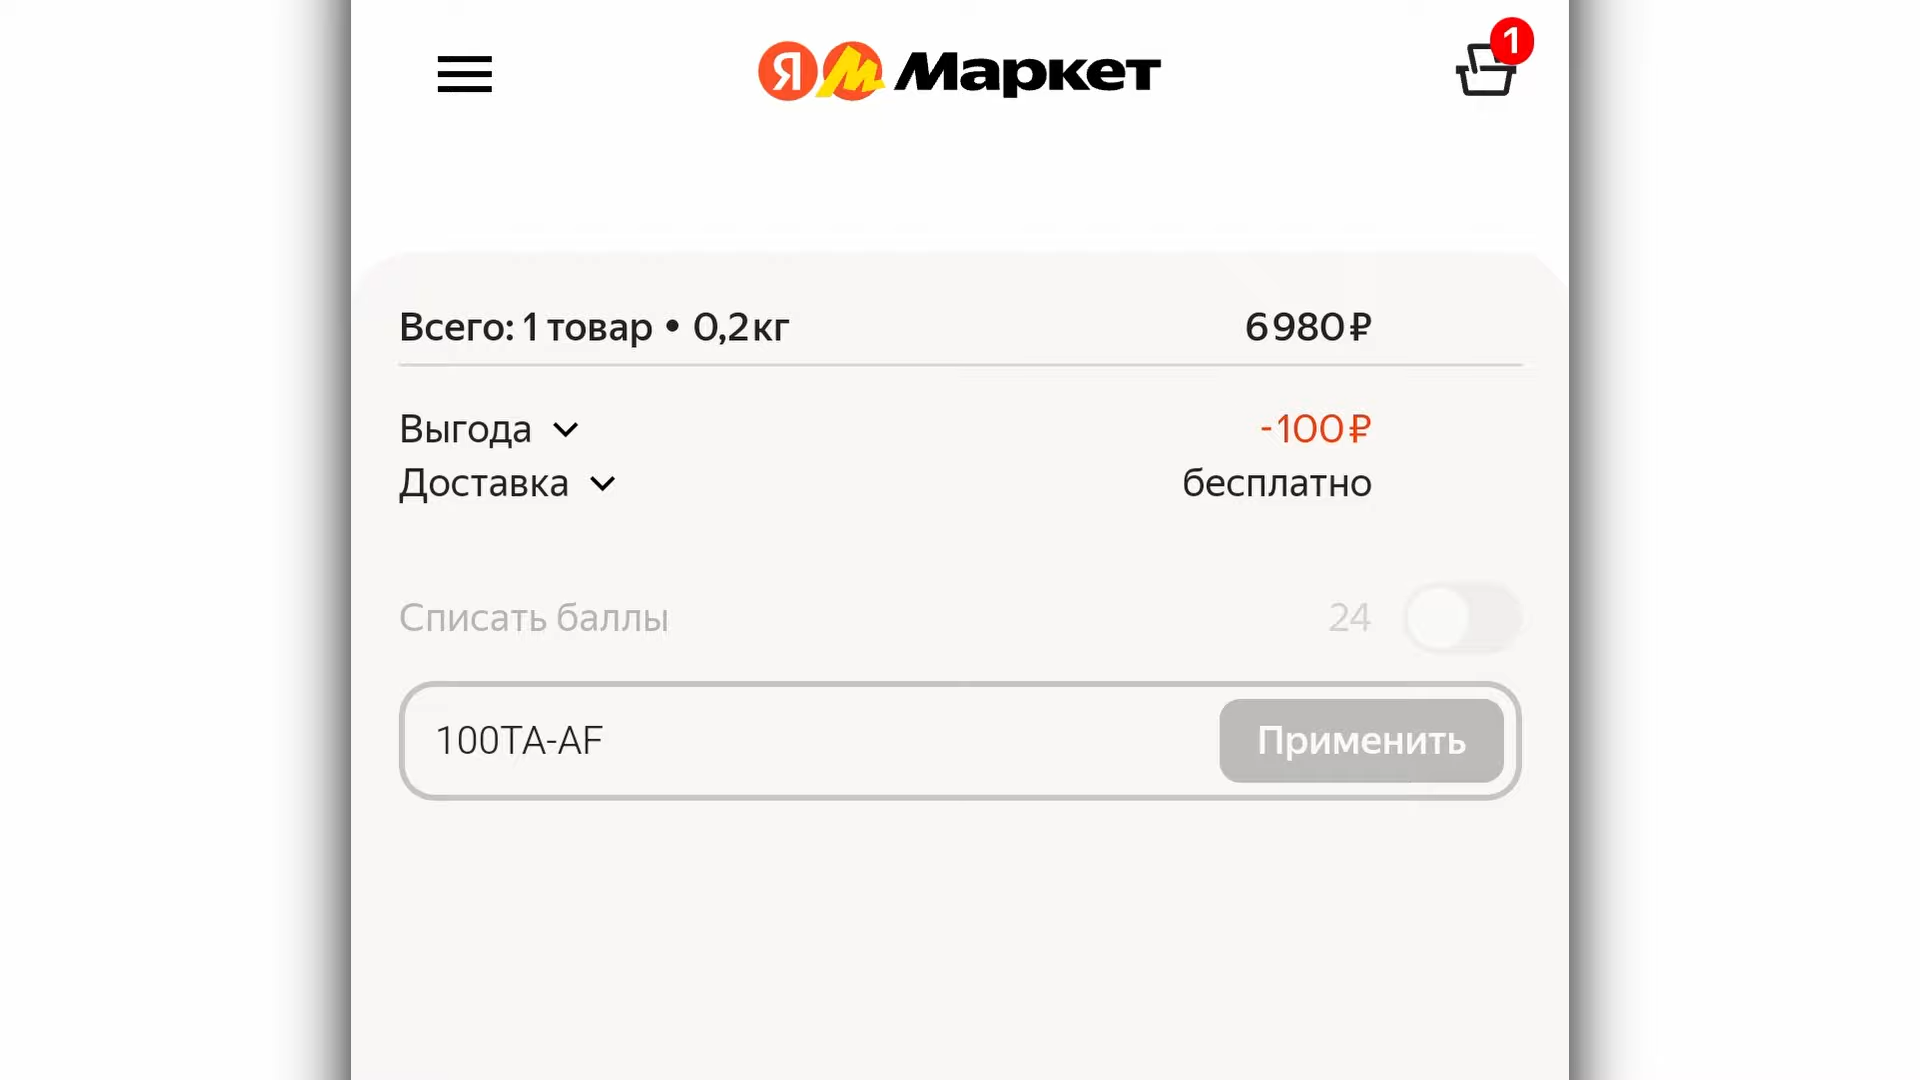 ЯМ Маркет
1
Всего: 1 товар • 0,2 кг 6 980 ₽
Выгода -100 ₽
Доставка бесплатно
Списать баллы 24
100TA-AF Применить